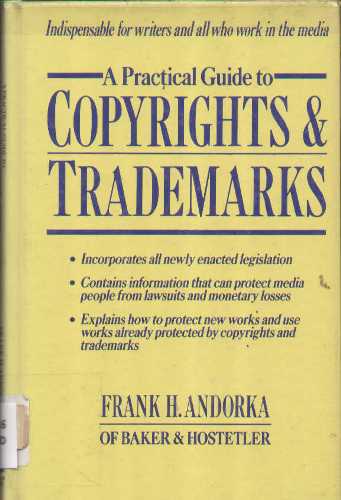 Indispensable for writers and all who work in the media
A Practical Guide to
COPYRIGHTS &
TRADEMARKS
• Incorporates all newly enacted legislation
• Contains information that can protect media
people from lawsuits and monetary losses
• Explains how to protect new works and use
works already protected by copyrights and
trademarks
FRANK H. ANDORKA
OF BAKER & HOSTETLER